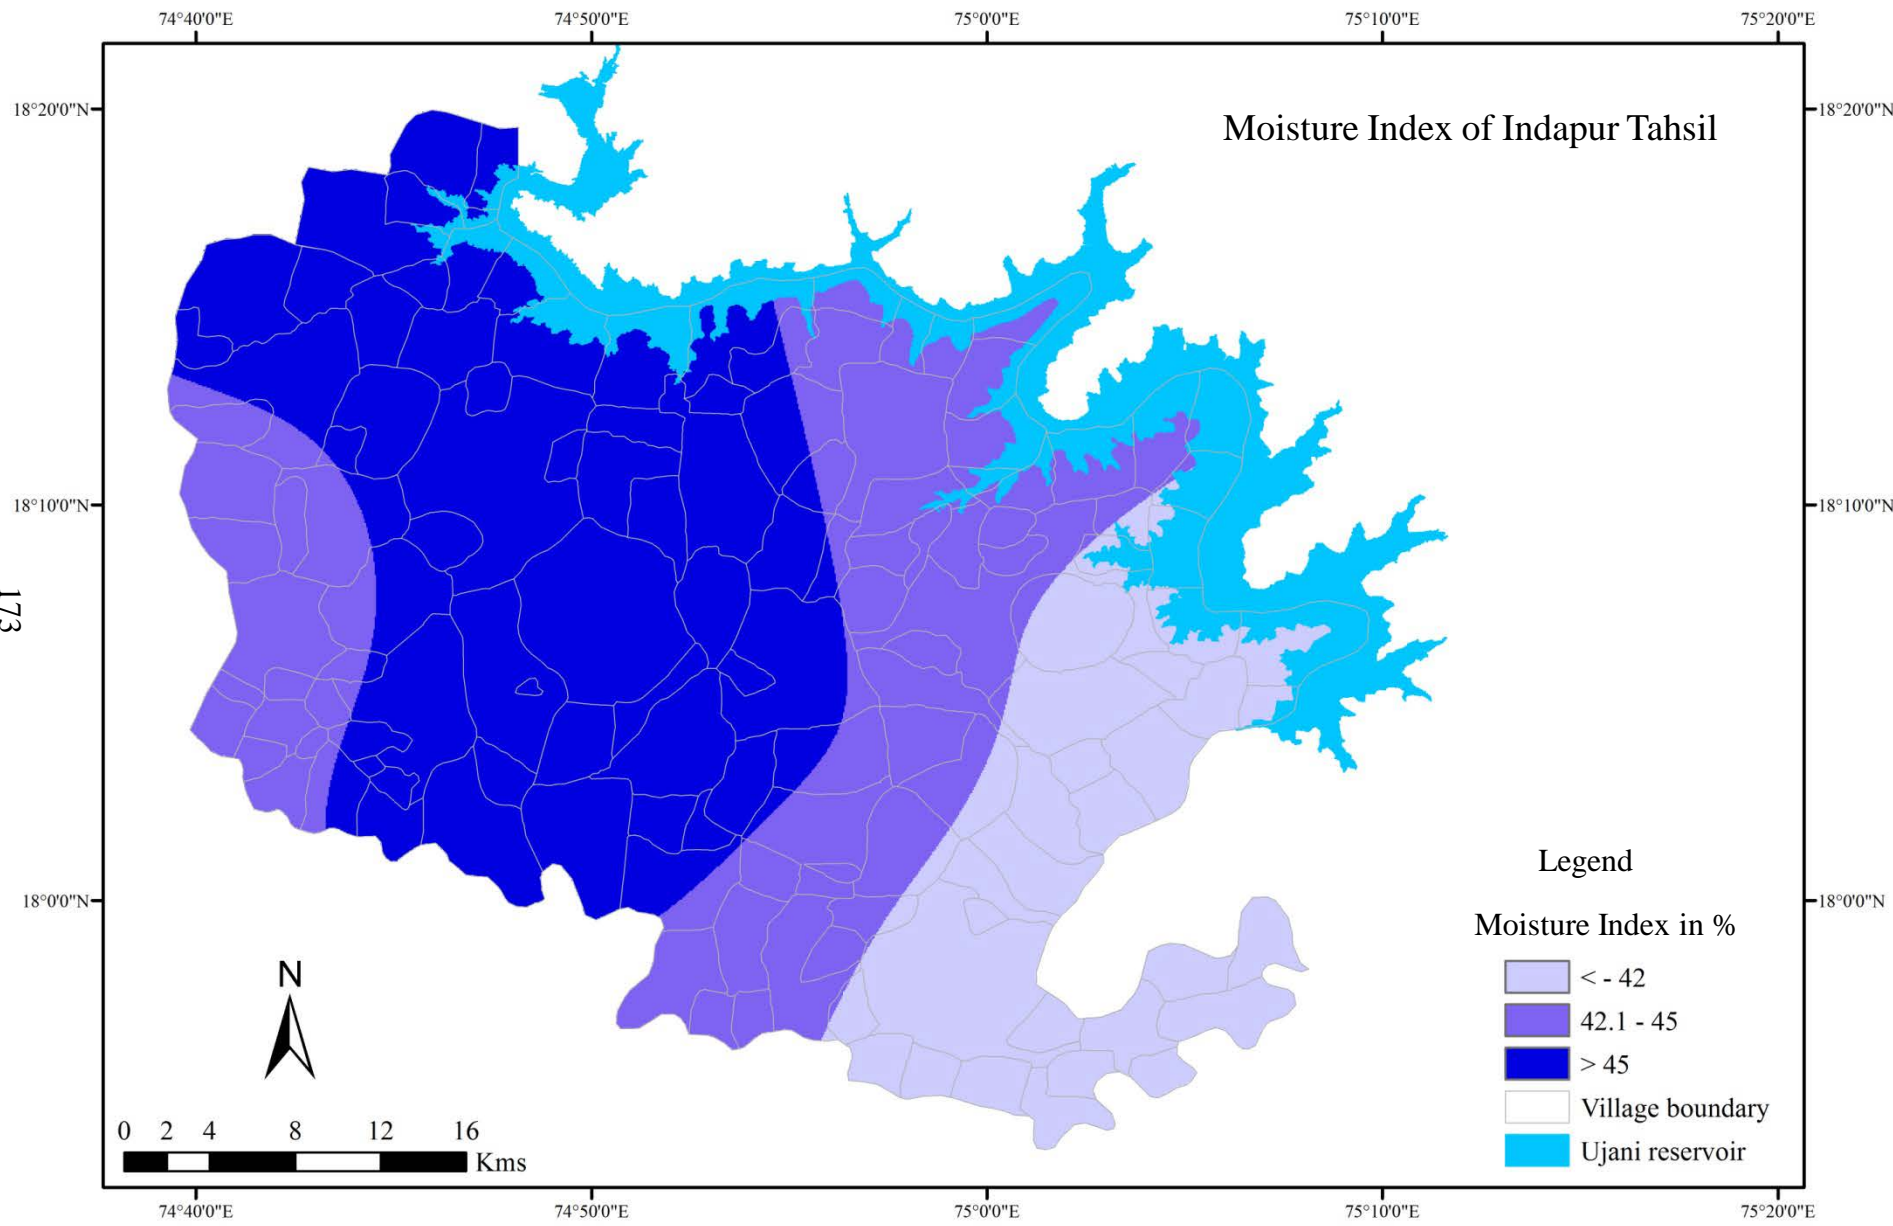 74°40'0"E 74°50'0"E 75°0'0"E 75°10'0"E 75°20'0"E
18°20'0"N 18°20'0"N
Moisture Index of Indapur Tahsil
18°10'0"N 18°10'0"N
173
Legend
18°0'0"N 18°0'0"N
Moisture Index in %
N
< - 42
42.1 - 45
> 45
Village boundary
0 2 4 8 12 16
Ujani reservoir
Kms
74°40'0"E 74°50'0"E 75°0'0"E 75°10'0"E 75°20'0"E